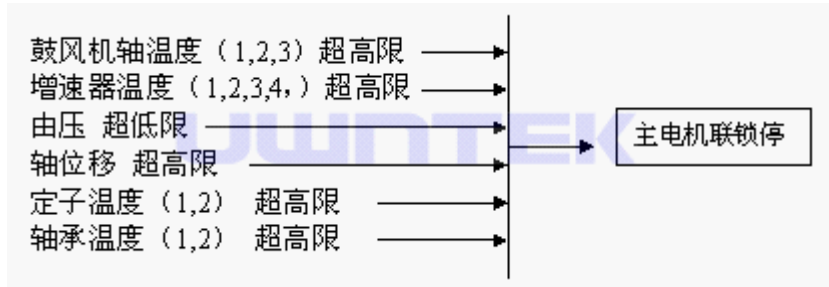 鼓风机轴温度（1,2,3）超高限
增速器温度（1,2,3,4，）超高限
由压 超低限
轴位移 超高限
定子温度（1,2） 超高限
轴承温度（1,2） 超高限
主电机联锁停
UWNTEK